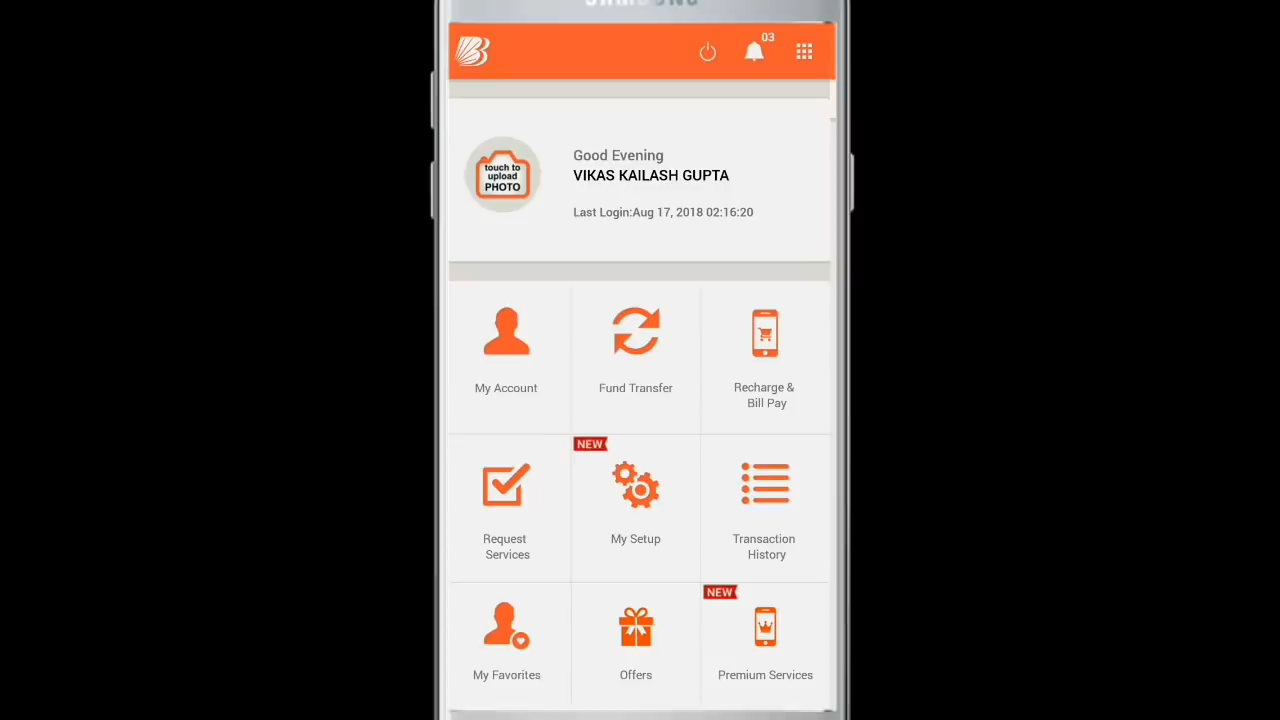 SAMSUNG
03
touch to
upload
PHOTO
Good Evening
VIKAS KAILASH GUPTA
Last Login:Aug 17, 2018 02:16:20
My Account
Fund Transfer
Recharge &
Bill Pay
NEW
Request
Services
My Setup
Transaction
History
NEW
My Favorites
Offers
Premium Services